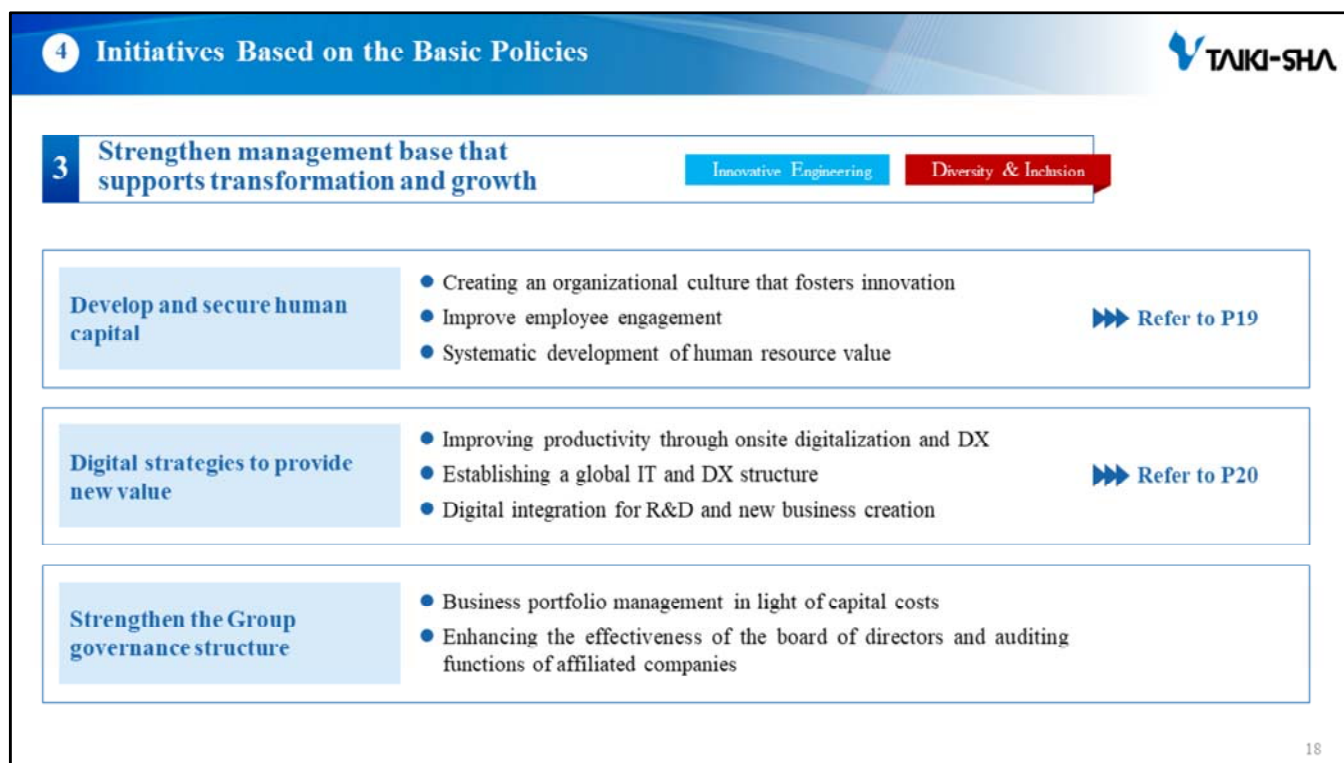 4 Initiatives Based on the Basic Policies
TAIKI-SHA
3
Strengthen management base that
supports transformation and growth
Innovative Engineering
Diversity & Inclusion
Develop and secure human
capital
● Creating an organizational culture that fosters innovation
● Improve employee engagement
● Systematic development of human resource value
Refer to P19
Digital strategies to provide
new value
● Improving productivity through onsite digitalization and DX
● Establishing a global IT and DX structure
● Digital integration for R&D and new business creation
Refer to P20
Strengthen the Group
governance structure
● Business portfolio management in light of capital costs
● Enhancing the effectiveness of the board of directors and auditing
functions of affiliated companies
18